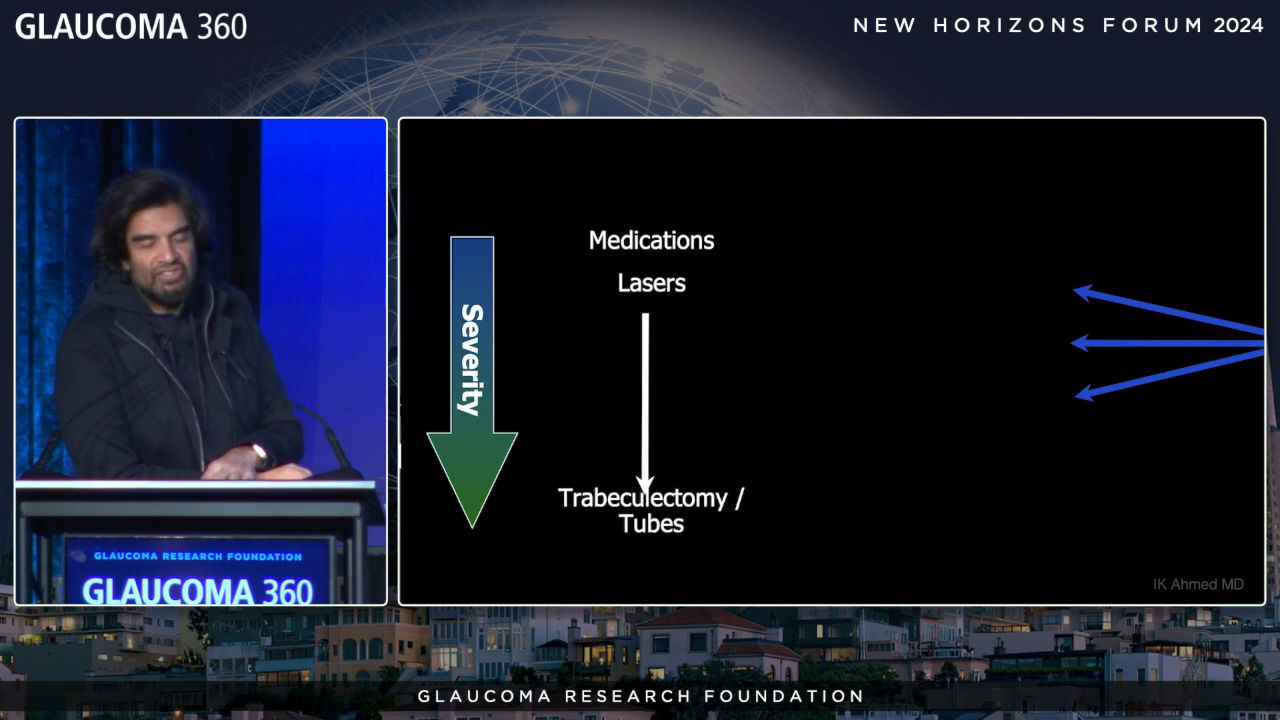 GLAUCOMA 360
NEW HORIZONS FORUM 2024
Severity
Medications
Lasers
Trabeculectomy /
Tubes
IK Ahmed MD
GLAUCOMA RESEARCH FOUNDATION
GLAUCOMA 360
GLAUCOMA RESEARCH FOUNDATION